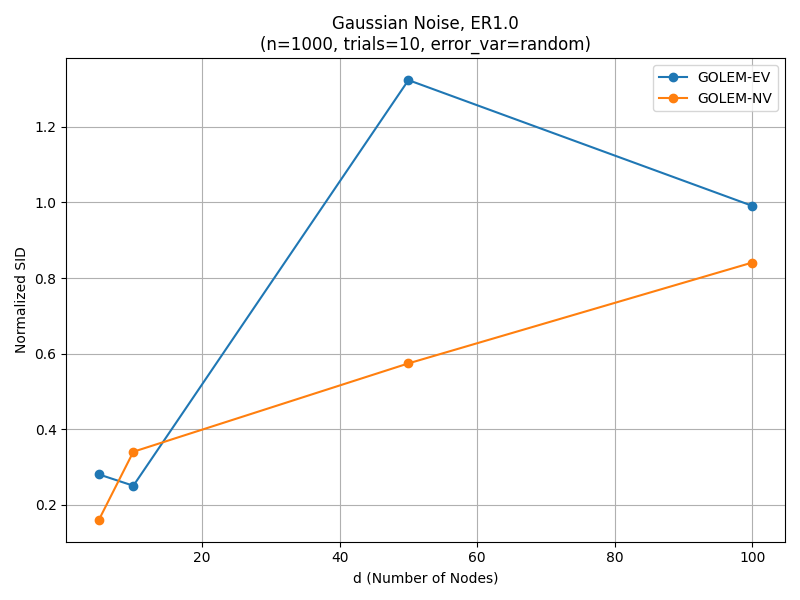 Gaussian Noise, ER1.0
(n=1000, trials=10, error_var=random)
GOLEM-EV
GOLEM-NV
Normalized SID
1.2
1.0
0.8
0.6
0.4
0.2
20
40
60
80
100
d (Number of Nodes)